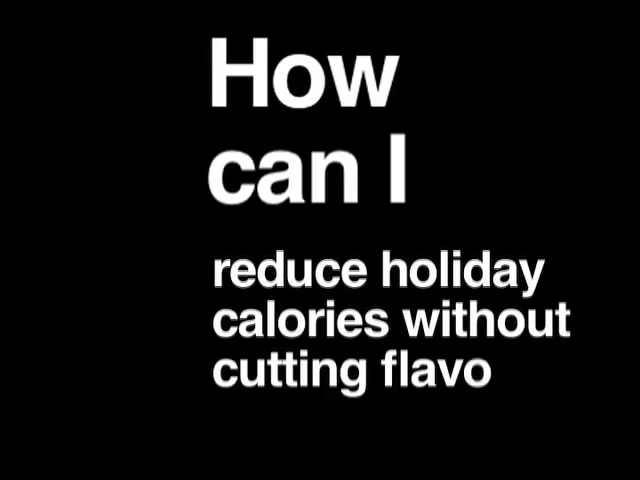 How
can I
reduce holiday
calories without
cutting flavo